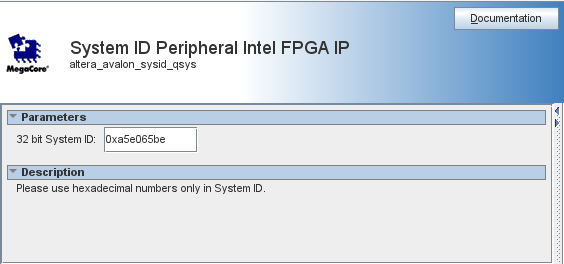 Documentation
System ID Peripheral Intel FPGA IP
altera_avalon_sysid_qsys
MegaCore®
Parameters
32 bit System ID: 0xa5e065be
Description
Please use hexadecimal numbers only in System ID.